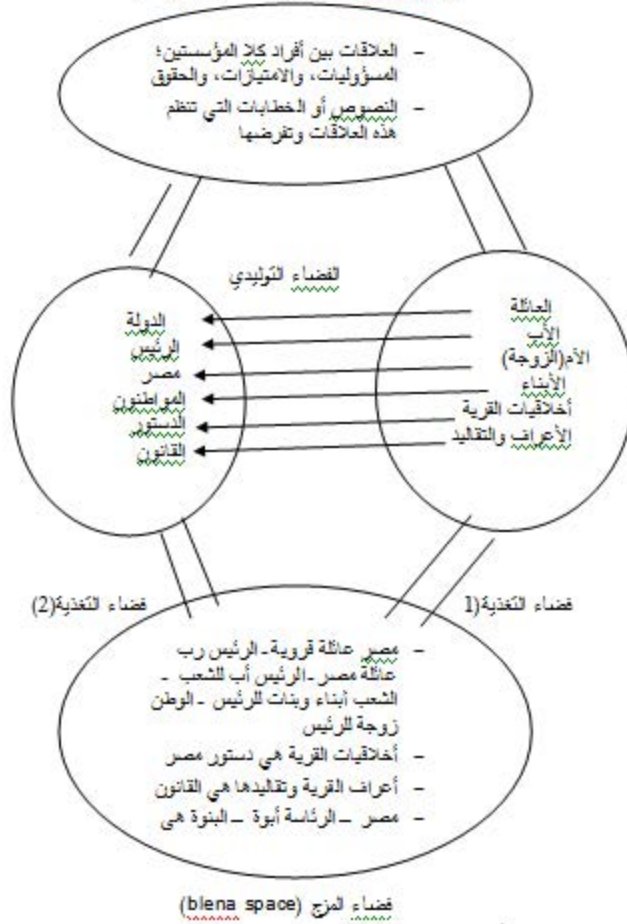 – العلاقات بين أفراد كلا المؤسستين؛
المسؤوليات، والامتيازات، والحقوق
– النصوص أو الخطابات التي تنظم
هذه العلاقات وتفرضها
الفضاء التوليدي
العائلة
الأب
الأم(الزوجة)
الأبناء
أخلاقيات القرية
الأعراف والتقاليد
الدولة
الرئيس
مصر
المواطنون
الدستور
القانون
فضاء التغذية(1)
فضاء التغذية(2)
– مصر عائلة قروية ـ الرئيس رب
عائلة مصر ـ الرئيس أب للشعب ـ
الشعب أبناء وبنات للرئيس ـ الوطن
زوجة للرئيس
– أخلاقيات القرية هي دستور مصر
– أعراف القرية وتقاليدها هي القانون
– مصر ـ الرئاسة أبوة ـ البنوة هي
فضاء المزج (blena space)